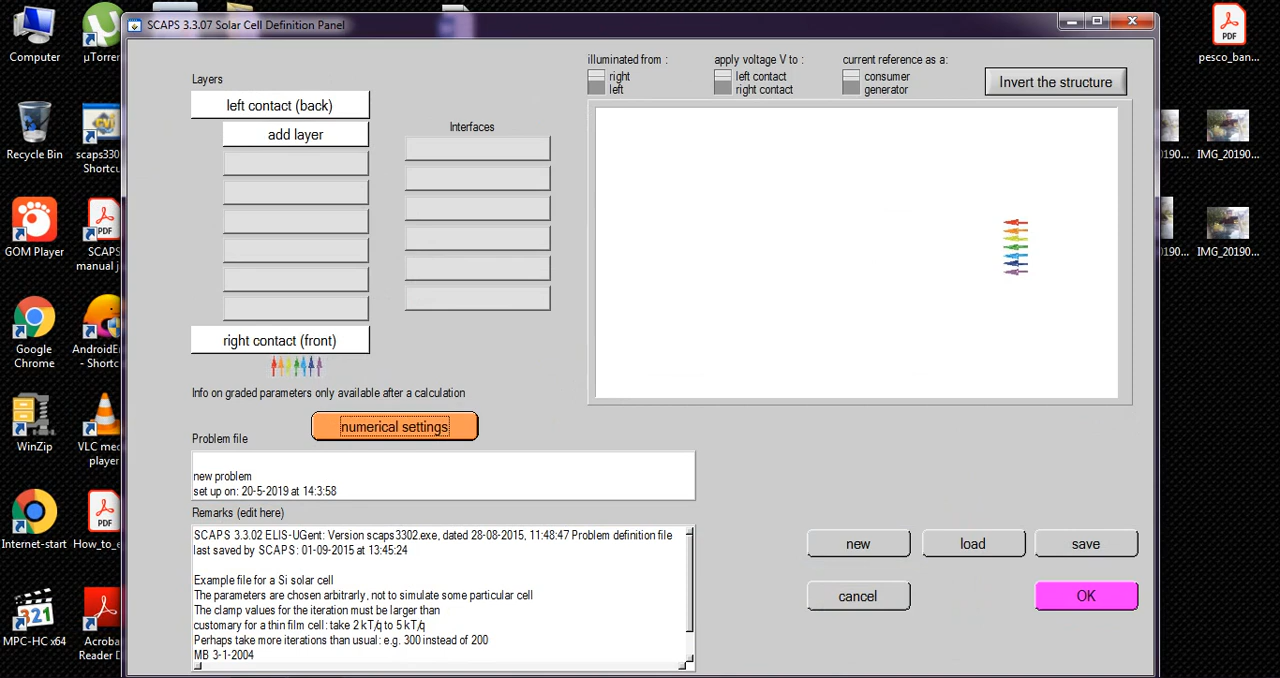 SCAPS 3.3.07 Solar Cell Definition Panel
Computer
µTorrent
Recycle Bin
scaps330
Shortcu
GOM Player
SCAPS
manual j
Google
Chrome
AndroidEm
- Shortc
WinZip
VLC med
player
Internet-start
How_to_e
MPC-HC x64
Acroba
Reader D
Layers
left contact (back)
add layer
right contact (front)
Interfaces
illuminated from :
right
left
apply voltage V to :
left contact
right contact
current reference as a:
consumer
generator
Invert the structure
Info on graded parameters only available after a calculation
numerical settings
Problem file
new problem
set up on: 20-5-2019 at 14:3:58
Remarks (edit here)
SCAPS 3.3.02 ELIS-UGent: Version scaps3302.exe, dated 28-08-2015, 11:48:47 Problem definition file
last saved by SCAPS: 01-09-2015 at 13:45:24
Example file for a Si solar cell
The parameters are chosen arbitrarly, not to simulate some particular cell
The clamp values for the iteration must be larger than
customary for a thin film cell: take 2 kT/q to 5 kT/q
Perhaps take more iterations than usual: e.g. 300 instead of 200
MB 3-1-2004
new
load
save
cancel
OK
PDF
pesco_ban...
IMG_20190...
IMG_20190...